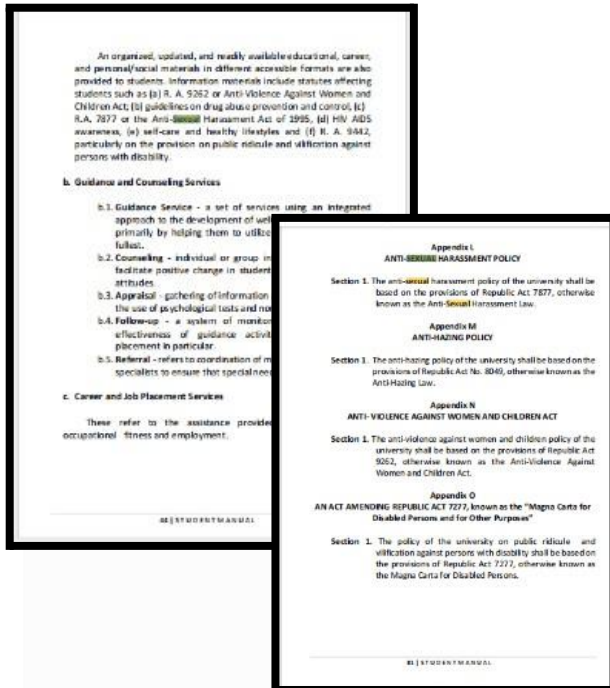 An organized, updated, and readily available educational, career,
and personal/social materials in different accessible formats are also
provided to students. Information materials include statutes affecting
students such as (a) R. A. 9262 or Anti-Violence Against Women and
Children Act; (b) guidelines on drug abuse prevention and control, (c)
R.A. 7877 or the Anti-Sexual Harassment Act of 1995, (d) HIV AIDS
awareness, (e) self-care and healthy lifestyles and (f) R. A. 9442,
particularly on the provision on public ridicule and vilification against
persons with disability.
b. Guidance and Counseling Services
b.1. Guidance Service - a set of services using an integrated
approach to the development of wel
primarily by helping them to utilize
fullest.
b.2. Counseling - individual or group in
facilitate positive change in student
attitudes.
b.3. Appraisal - gathering of information
the use of psychological tests and no
b.4. Follow-up - a system of monitor
effectiveness of guidance activit
placement in particular.
b.5. Referral - refers to coordination of m
specialists to ensure that special need
c. Career and Job Placement Services
These refer to the assistance provided
occupational fitness and employment.
| STUDENT MANUAL
Appendix L
ANTI-SEXUAL HARASSMENT POLICY
Section 1. The anti-sexual harassment policy of the university shall be
based on the provisions of Republic Act 7877, otherwise
known as the Anti-Sexual Harassment Law.
Appendix M
ANTI-HAZING POLICY
Section 1. The anti-hazing policy of the university shall be based on the
provisions of Republic Act No. 8049, otherwise known as the
Anti-Hazing Law.
Appendix N
ANTI- VIOLENCE AGAINST WOMEN AND CHILDREN ACT
Section 1. The anti-violence against women and children policy of the
university shall be based on the provisions of Republic Act
9262, otherwise known as the Anti-Violence Against
Women and Children Act.
Appendix O
AN ACT AMENDING REPUBLIC ACT 7277, known as the "Magna Carta for
Disabled Persons and for Other Purposes"
Section 1. The policy of the university on public ridicule and
vilification against persons with disability shall be based on
the provisions of Republic Act 7277, otherwise known as
the Magna Carta for Disabled Persons.
| STUDENT MANUAL